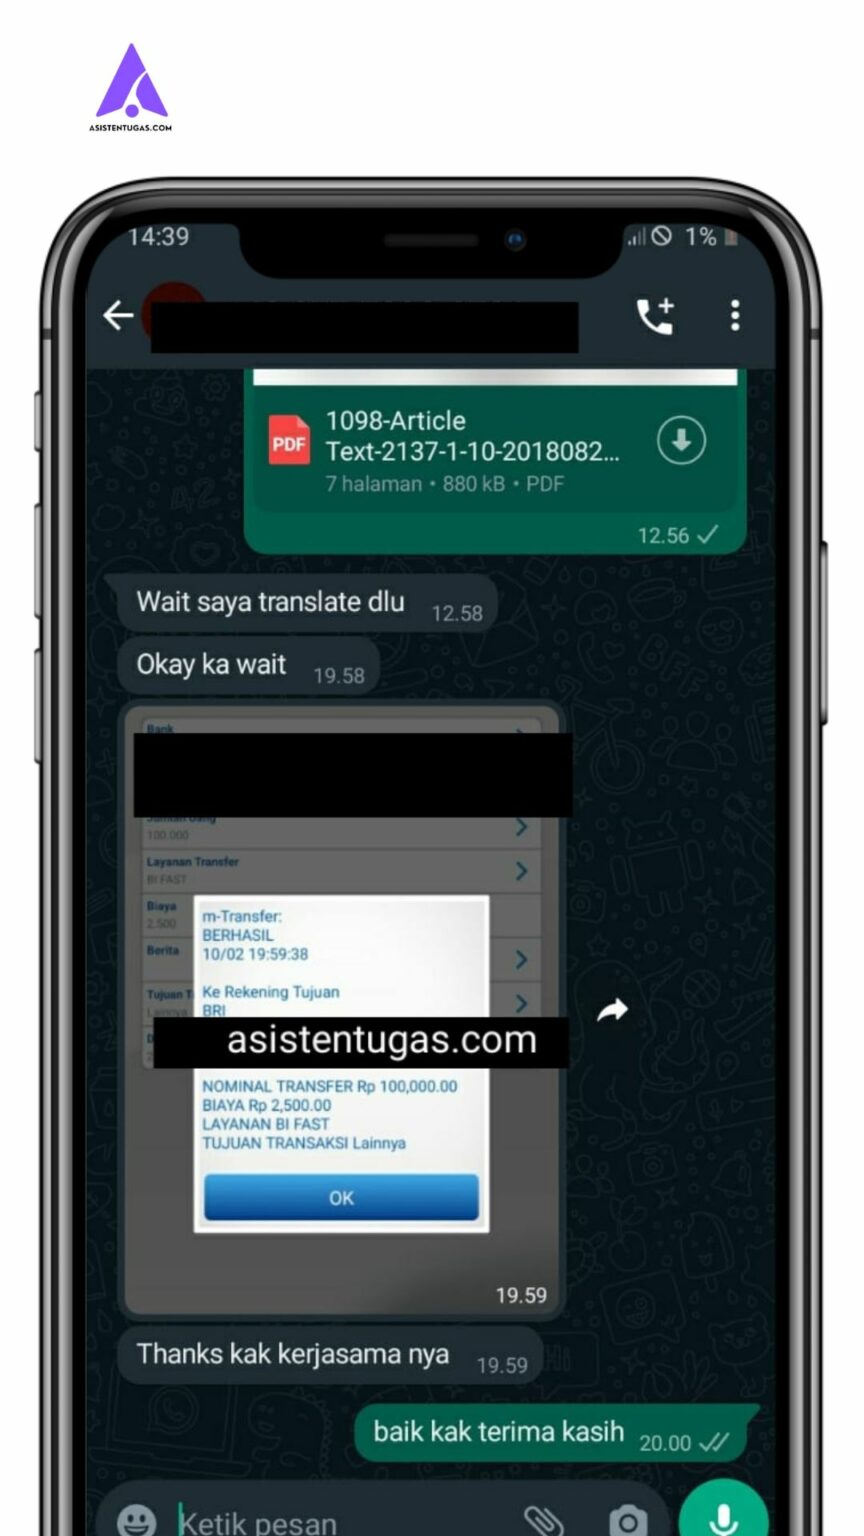 ASISTENTUGAS.COM
14:39
1%
PDF
1098-Article
Text-2137-1-10-2018082...
7 halaman • 880 kB • PDF
12.56
Wait saya translate dlu
12.58
Okay ka wait
19.58
Bank
Jumlah Uang
100.000
Layanan Transfer
BI FAST
Biaya
2.500
Berita
Tujuan T
Lainnya
m-Transfer:
BERHASIL
10/02 19:59:38
Ke Rekening Tujuan
BRI
asistentugas.com
NOMINAL TRANSFER Rp 100,000.00
BIAYA Rp 2,500.00
LAYANAN BI FAST
TUJUAN TRANSAKSI Lainnya
OK
19.59
Thanks kak kerjasama nya
19.59
baik kak terima kasih
20.00
Ketik pesan